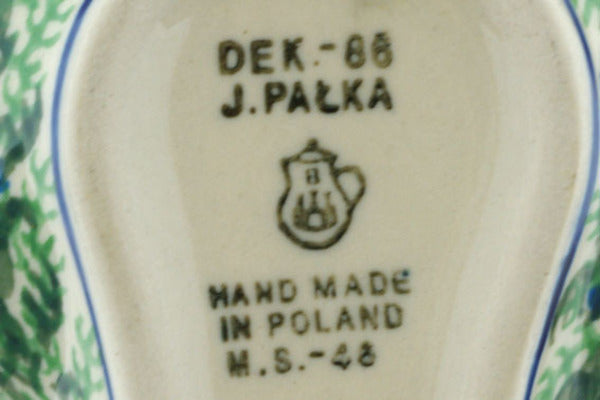 DEK.-86
J.PAŁKA
B
HAND MADE
IN POLAND
M.S.-48